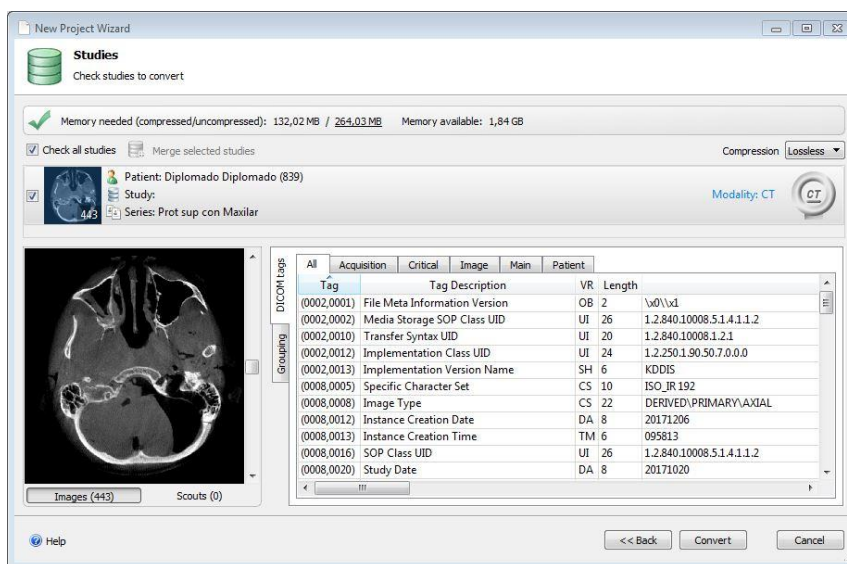 New Project Wizard
Studies
Check studies to convert
Memory needed (compressed/uncompressed): 132,02 MB / 264,03 MB Memory available: 1,84 GB
Check all studies Merge selected studies Compression Lossless
Patient: Diplomado Diplomado (839)
Study: Modality: CT CT
443 Series: Prot sup con Maxilar
DICOM tags
Grouping
All Acquisition Critical Image Main Patient
Tag Tag Description VR Length
(0002,0001) File Meta Information Version OB 2 \x0\\x1
(0002,0002) Media Storage SOP Class UID UI 26 1.2.840.10008.5.1.4.1.1.2
(0002,0010) Transfer Syntax UID UI 20 1.2.840.10008.1.2.1
(0002,0012) Implementation Class UID UI 24 1.2.250.1.90.50.7.0.0.0
(0002,0013) Implementation Version Name SH 6 KDDIS
(0008,0005) Specific Character Set CS 10 ISO_IR 192
(0008,0008) Image Type CS 22 DERIVED\PRIMARY\AXIAL
(0008,0012) Instance Creation Date DA 8 20171206
(0008,0013) Instance Creation Time TM 6 095813
(0008,0016) SOP Class UID UI 26 1.2.840.10008.5.1.4.1.1.2
(0008,0020) Study Date DA 8 20171020
Images (443) Scouts (0)
Help << Back Convert Cancel